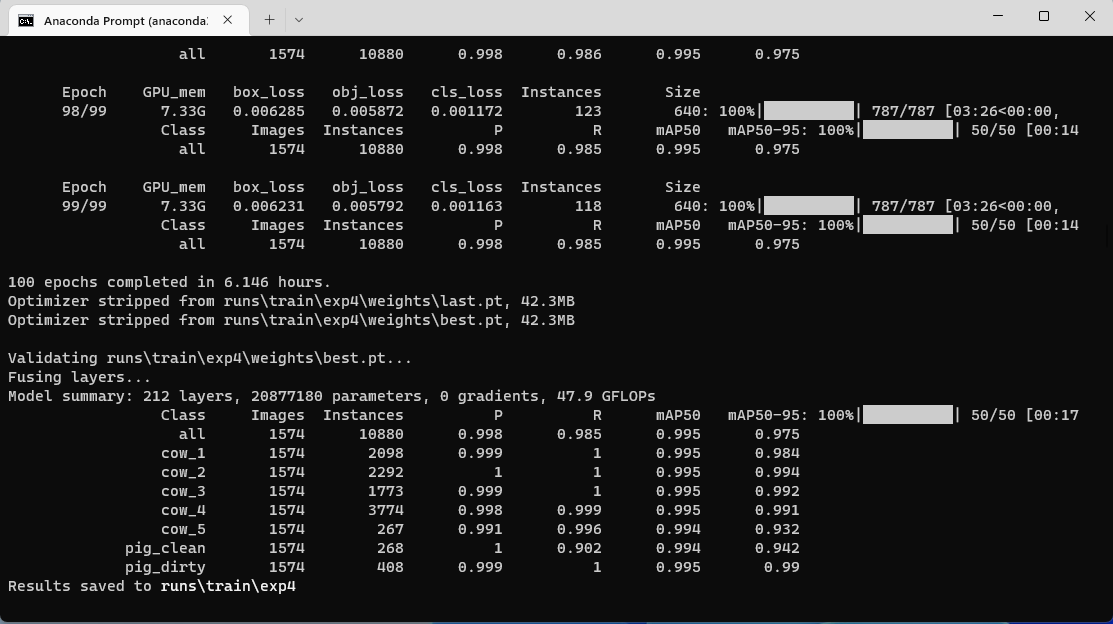 Anaconda Prompt (anaconda:
all 1574 10880 0.998 0.986 0.995 0.975
Epoch GPU_mem box_loss obj_loss cls_loss Instances Size
98/99 7.33G 0.006285 0.005872 0.001172 123 640: 100%| | 787/787 [03:26<00:00,
Class Images Instances P R mAP50 mAP50-95: 100%| | 50/50 [00:14
all 1574 10880 0.998 0.985 0.995 0.975
Epoch GPU_mem box_loss obj_loss cls_loss Instances Size
99/99 7.33G 0.006231 0.005792 0.001163 118 640: 100%| | 787/787 [03:26<00:00,
Class Images Instances P R mAP50 mAP50-95: 100%| | 50/50 [00:14
all 1574 10880 0.998 0.985 0.995 0.975
100 epochs completed in 6.146 hours.
Optimizer stripped from runs\train\exp4\weights\last.pt, 42.3MB
Optimizer stripped from runs\train\exp4\weights\best.pt, 42.3MB
Validating runs\train\exp4\weights\best.pt...
Fusing layers...
Model summary: 212 layers, 20877180 parameters, 0 gradients, 47.9 GFLOPs
Class Images Instances P R mAP50 mAP50-95: 100%| | 50/50 [00:17
all 1574 10880 0.998 0.985 0.995 0.975
cow_1 1574 2098 0.999 1 0.995 0.984
cow_2 1574 2292 1 1 0.995 0.994
cow_3 1574 1773 0.999 1 0.995 0.992
cow_4 1574 3774 0.998 0.999 0.995 0.991
cow_5 1574 267 0.991 0.996 0.994 0.932
pig_clean 1574 268 1 0.902 0.994 0.942
pig_dirty 1574 408 0.999 1 0.995 0.99
Results saved to runs\train\exp4